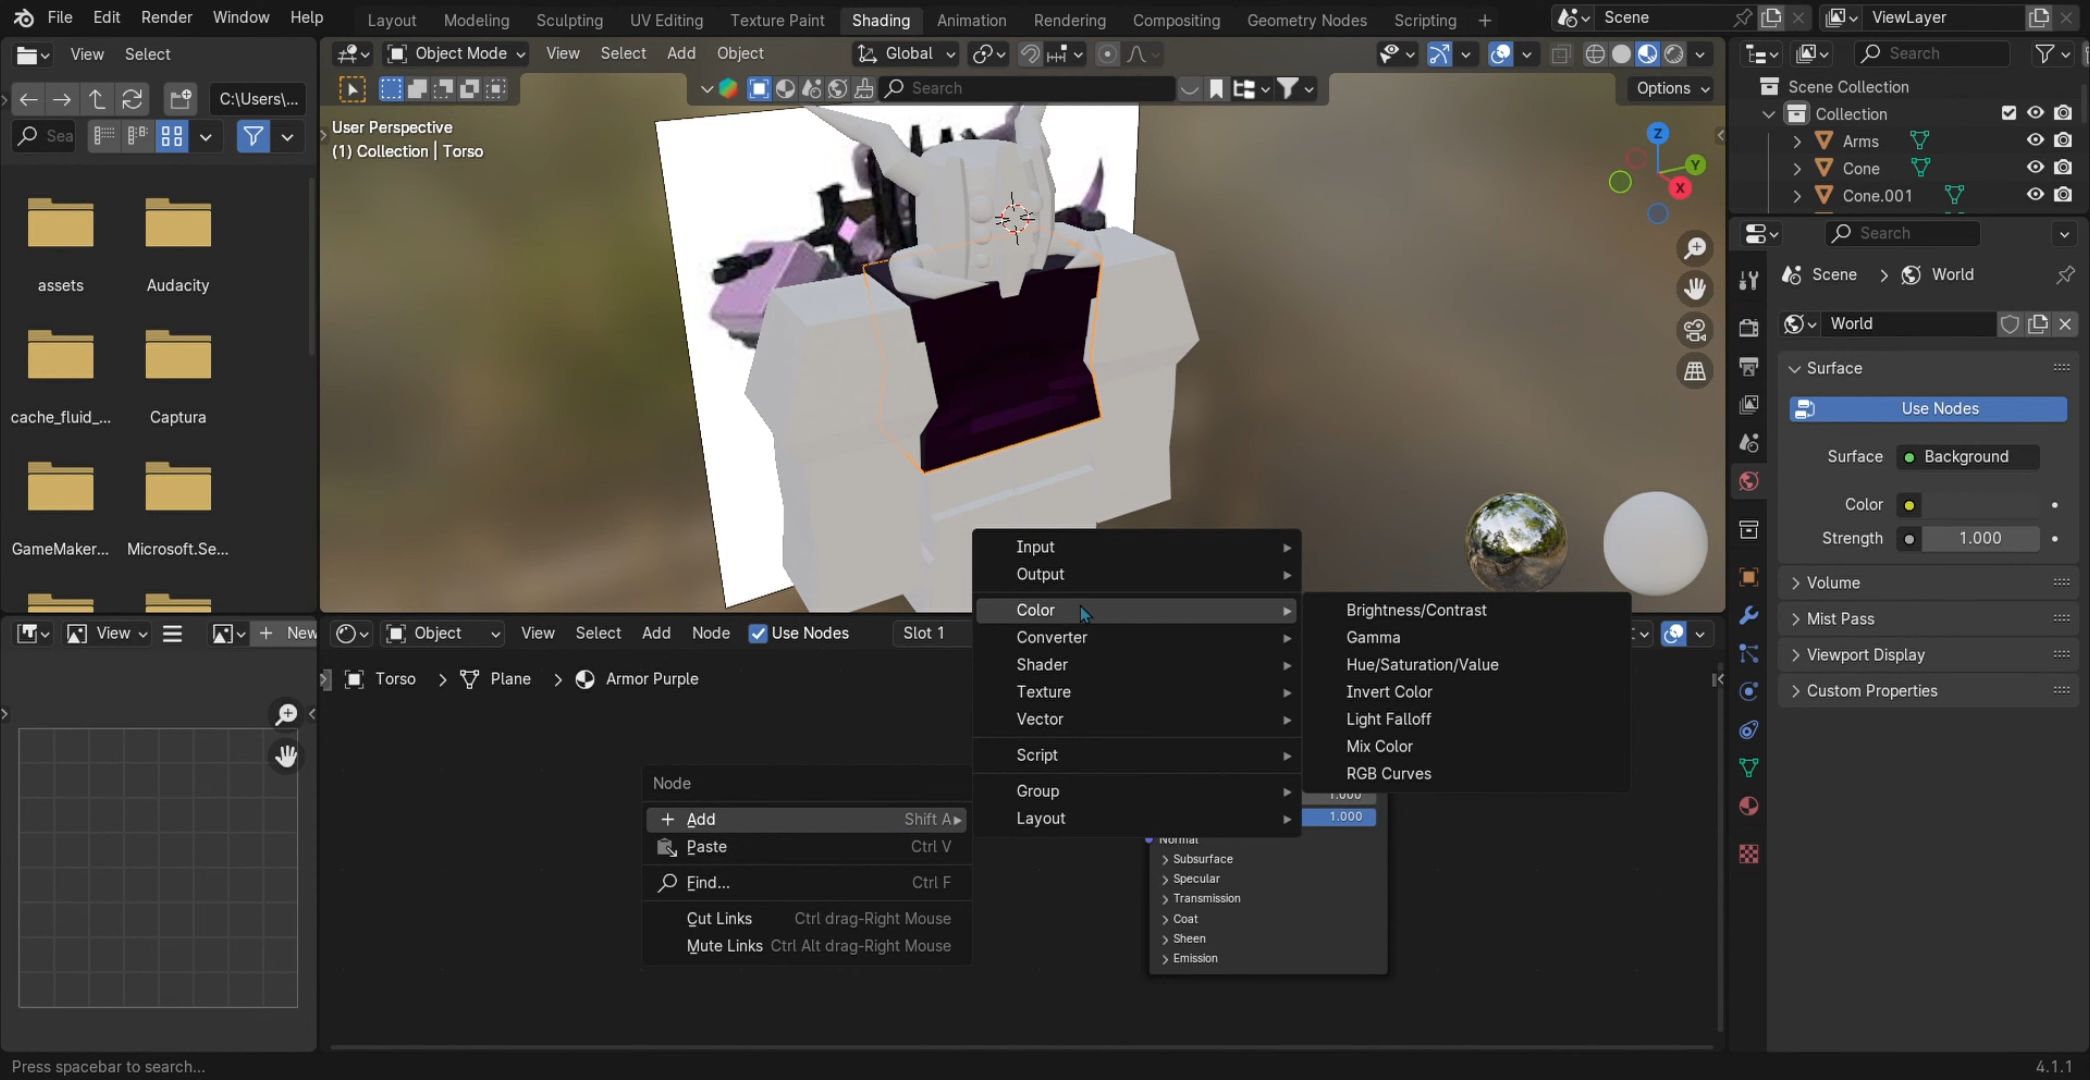 File Edit Render Window Help Layout Modeling Sculpting UV Editing Texture Paint Shading Animation Rendering Compositing Geometry Nodes Scripting + Scene ViewLayer
View Select
Object Mode View Select Add Object Global
Search
C:\Users\...
Search
Options
Sea
User Perspective
(1) Collection | Torso
Z
Y
X
Scene Collection
Collection
Arms
Cone
Cone.001
Search
Scene > World
World
Surface
Use Nodes
Surface Background
Color
Strength 1.000
Volume
Mist Pass
Viewport Display
Custom Properties
assets Audacity
cache_fluid_... Captura
GameMaker... Microsoft.Se...
View + New
Object View Select Add Node Use Nodes Slot 1
Torso > Plane > Armor Purple
Node
+ Add Shift A
Paste Ctrl V
Find... Ctrl F
Cut Links Ctrl drag-Right Mouse
Mute Links Ctrl Alt drag-Right Mouse
Input
Output
Color
Converter
Shader
Texture
Vector
Script
Group
Layout
Brightness/Contrast
Gamma
Hue/Saturation/Value
Invert Color
Light Falloff
Mix Color
RGB Curves
1.000
1.000
Normal
Subsurface
Specular
Transmission
Coat
Sheen
Emission
Press spacebar to search... 4.1.1